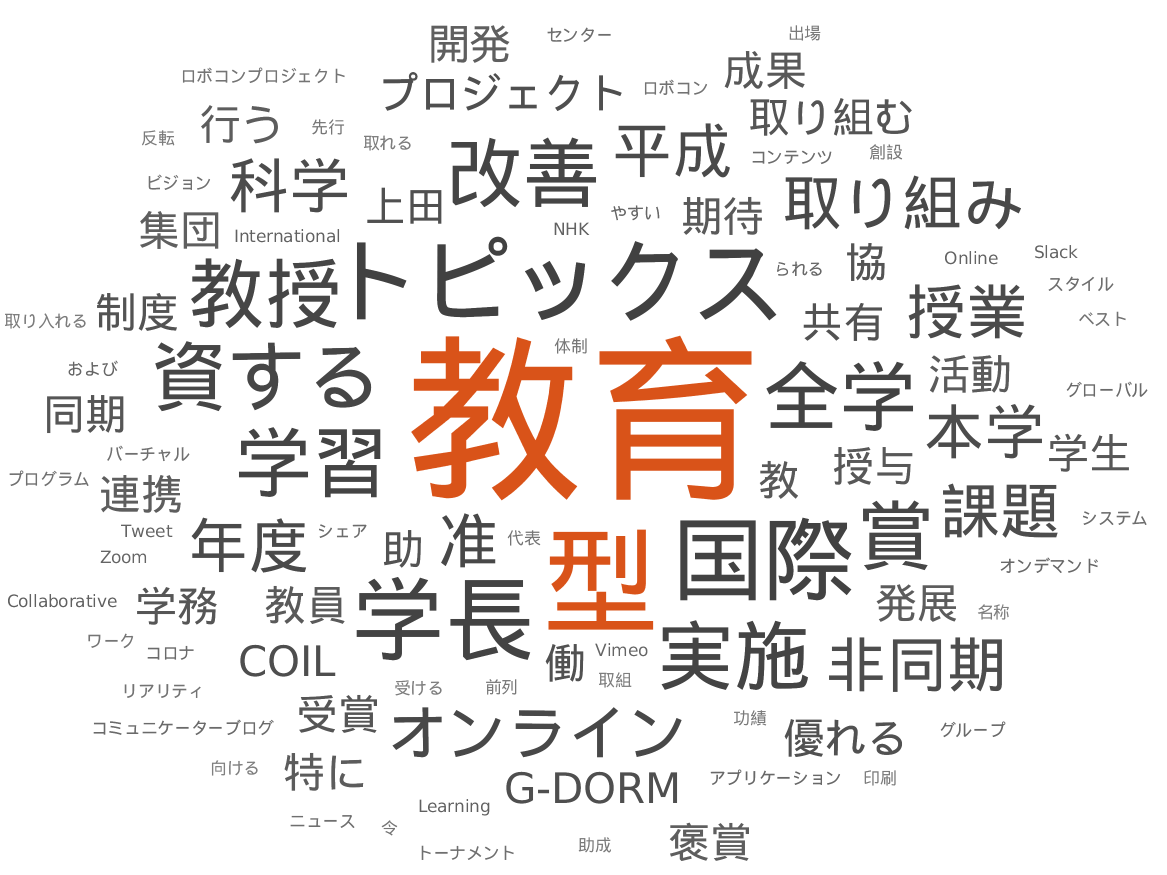 出場
開発
センター
成果
ロボコンプロジェクト
プロジェクト
ロボコン
取り組む
行う
先行
反転
取れる
改善
平成
コンテンツ
創設
ビジョン
科学
上田
やすい
期待
取り組み
集団
International
NHK
トピックス
られる
協
Online
Slack
スタイル
教授
制度
取り入れる
共有
授業
ベスト
体制
および
資する
教育
全学
活動
グローバル
同期
本学
学生
バーチャル
学習
教
授与
プログラム
連携
Tweet
年度
シェア
助
准
代表
型
国際
賞
課題
システム
Zoom
オンデマンド
Collaborative
学務
教員
学長
発展
名称
ワーク
コロナ
COIL
働
Vimeo
実施
非同期
リアリティ
受ける
前列
取組
コミュニケーターブログ
受賞
オンライン
功績
優れる
グループ
向ける
特に
G-DORM
アプリケーション
印刷
Learning
ニュース
令
トーナメント
助成
褒賞